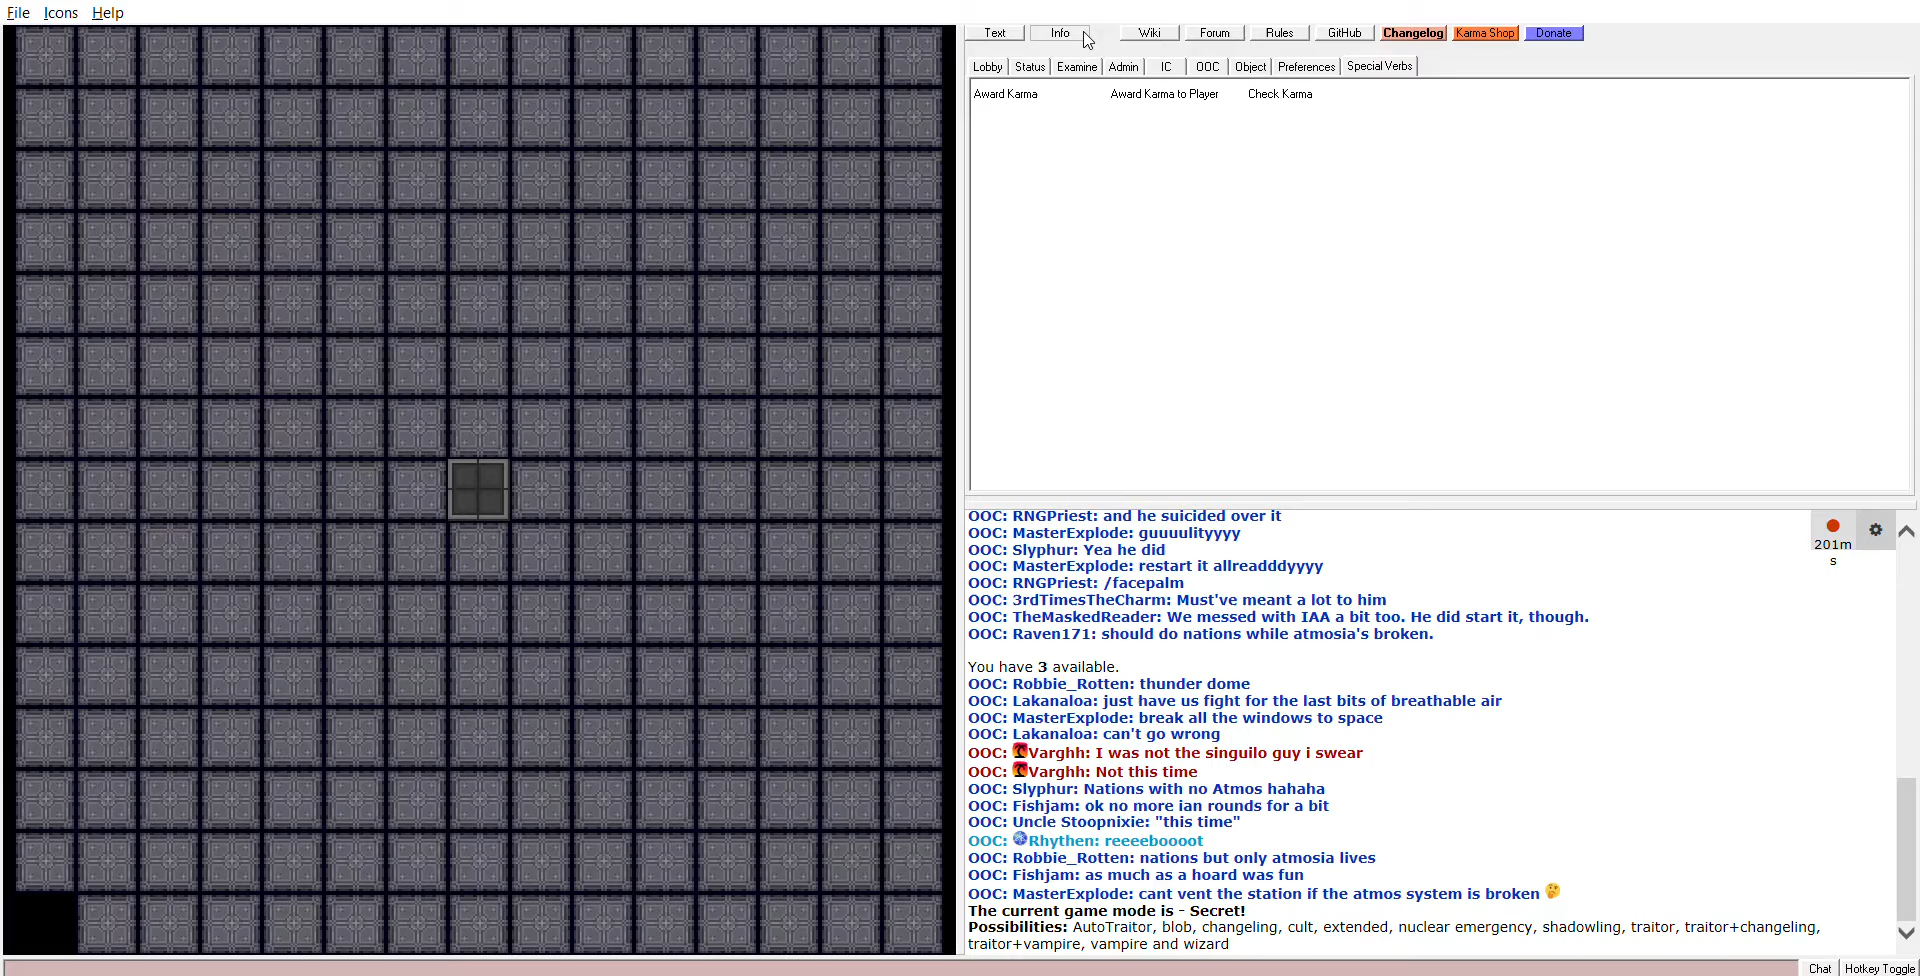 File Icons Help
Text Info Wiki Forum Rules GitHub Changelog Karma Shop Donate
Lobby Status Examine Admin IC OOC Object Preferences Special Verbs
Award Karma Award Karma to Player Check Karma
OOC: RNGPriest: and he suicided over it
OOC: MasterExplode: guuuulityyyy
OOC: Slyphur: Yea he did
OOC: MasterExplode: restart it allreadddyyyy
OOC: RNGPriest: /facepalm
OOC: 3rdTimesTheCharm: Must've meant a lot to him
OOC: TheMaskedReader: We messed with IAA a bit too. He did start it, though.
OOC: Raven171: should do nations while atmosia's broken.
You have 3 available.
OOC: Robbie_Rotten: thunder dome
OOC: Lakanaloa: just have us fight for the last bits of breathable air
OOC: MasterExplode: break all the windows to space
OOC: Lakanaloa: can't go wrong
OOC: Varghh: I was not the singuilo guy i swear
OOC: Varghh: Not this time
OOC: Slyphur: Nations with no Atmos hahaha
OOC: Fishjam: ok no more ian rounds for a bit
OOC: Uncle Stoopnixie: "this time"
OOC: Rhythen: reeeeboooot
OOC: Robbie_Rotten: nations but only atmosia lives
OOC: Fishjam: as much as a hoard was fun
OOC: MasterExplode: cant vent the station if the atmos system is broken 🤔
The current game mode is - Secret!
Possibilities: AutoTraitor, blob, changeling, cult, extended, nuclear emergency, shadowling, traitor, traitor+changeling,
traitor+vampire, vampire and wizard
201m
s
Chat Hotkey Toggle